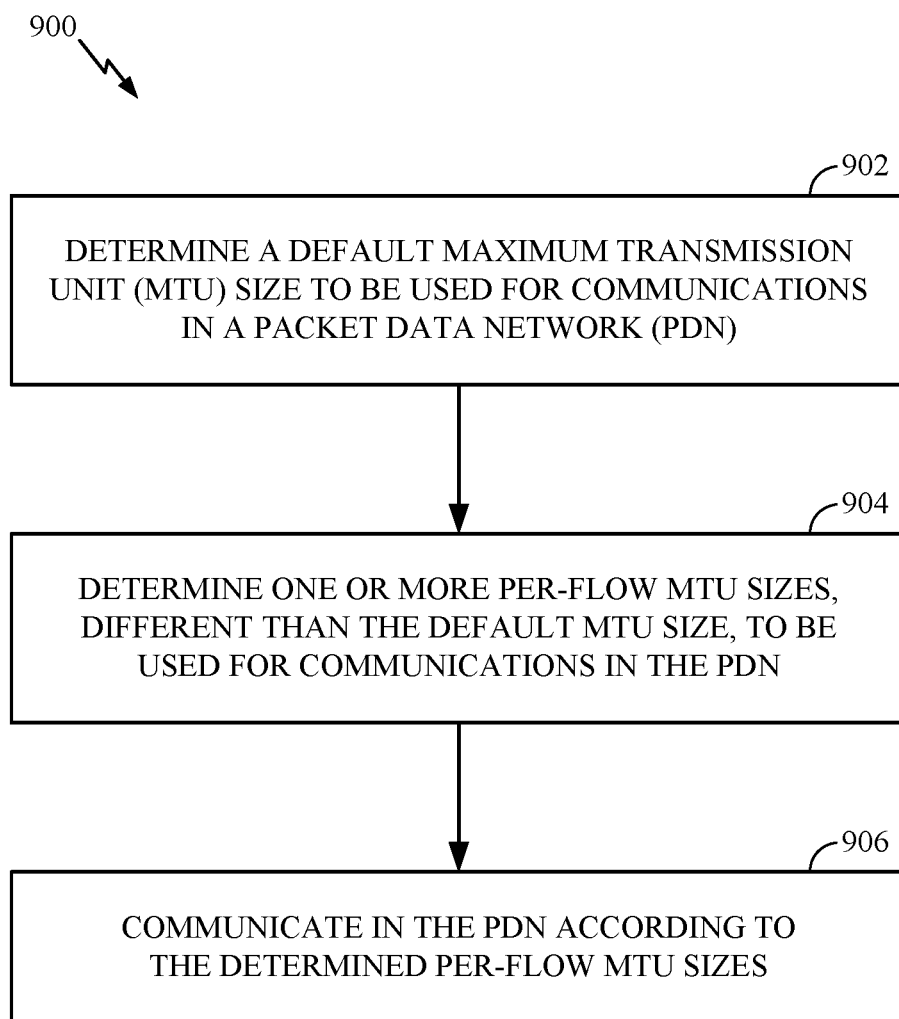 900
902
DETERMINE A DEFAULT MAXIMUM TRANSMISSION
UNIT (MTU) SIZE TO BE USED FOR COMMUNICATIONS
IN A PACKET DATA NETWORK (PDN)
904
DETERMINE ONE OR MORE PER-FLOW MTU SIZES,
DIFFERENT THAN THE DEFAULT MTU SIZE, TO BE
USED FOR COMMUNICATIONS IN THE PDN
906
COMMUNICATE IN THE PDN ACCORDING TO
THE DETERMINED PER-FLOW MTU SIZES